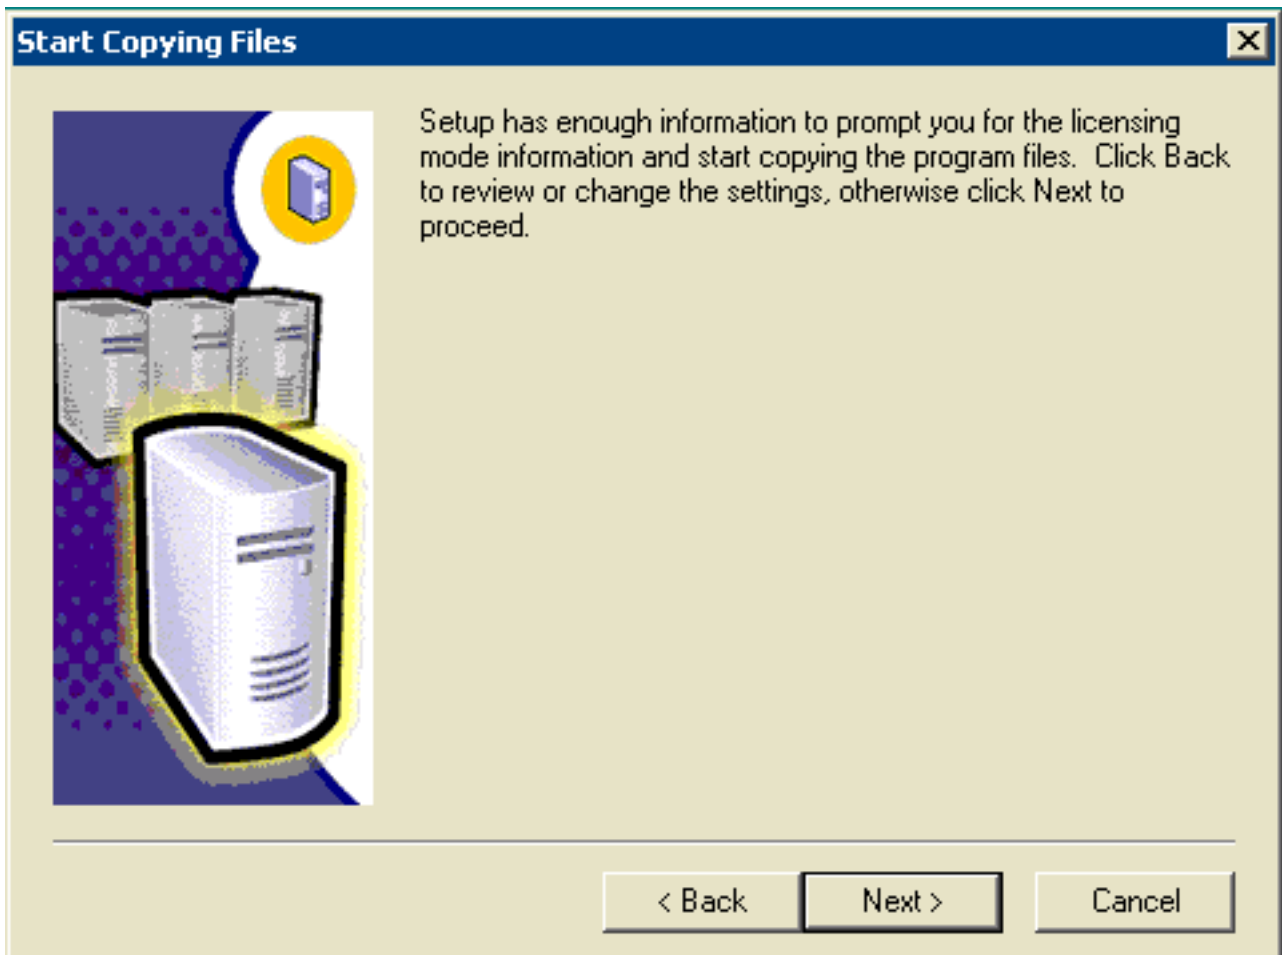 Start Copying Files
Setup has enough information to prompt you for the licensing
mode information and start copying the program files.  Click Back
to review or change the settings, otherwise click Next to
proceed.
< Back
Next >
Cancel